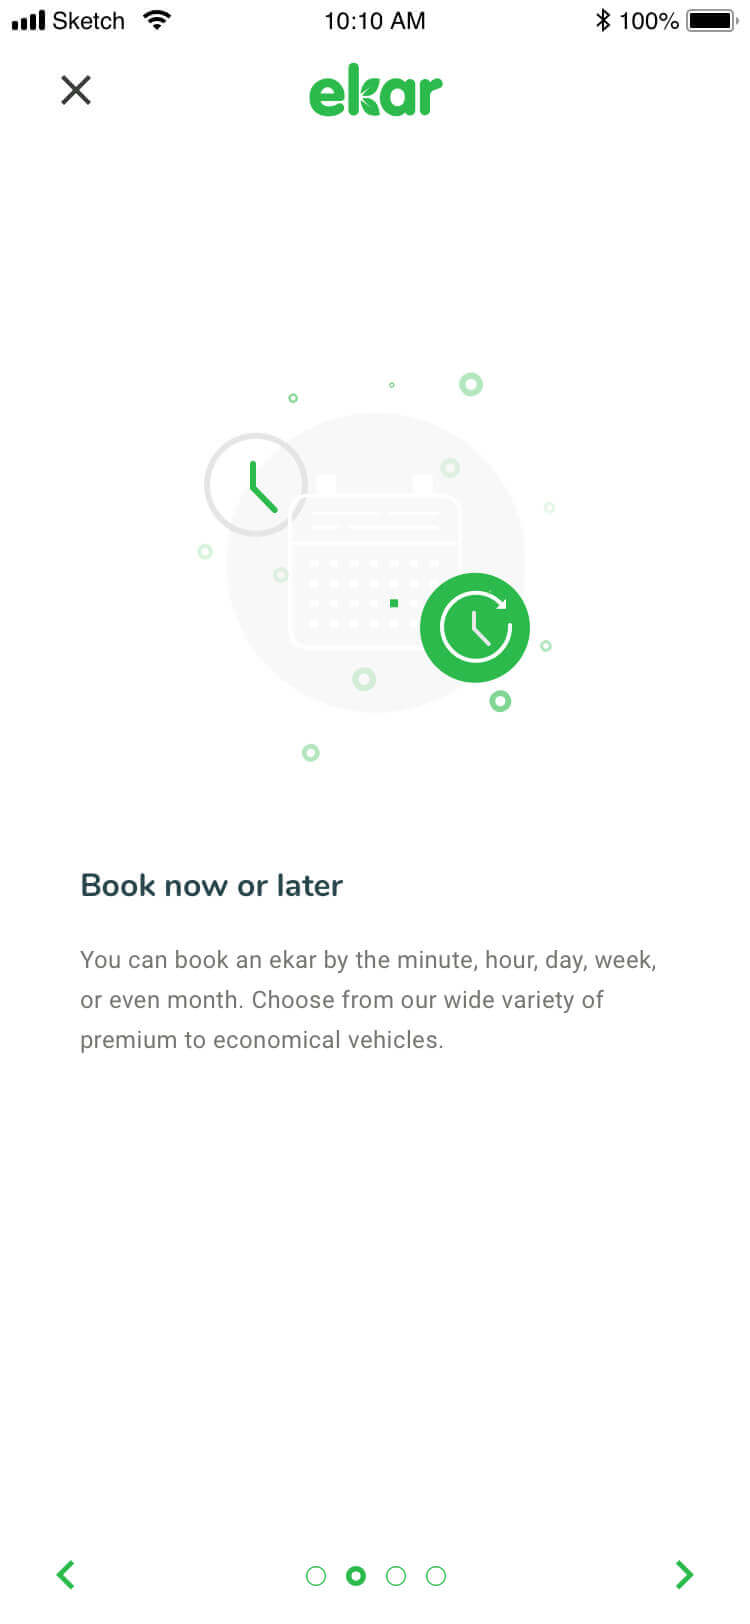 Sketch 10:10 AM 100%
ekar
Book now or later
You can book an ekar by the minute, hour, day, week,
or even month. Choose from our wide variety of
premium to economical vehicles.